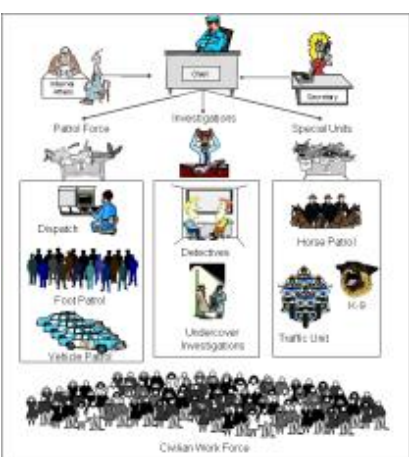 Chief
Internal
Affairs
Secretary
Patrol Force
Investigations
Special Units
Dispatch
Detectives
Horse Patrol
Foot Patrol
K-9
Undercover
Investigations
Traffic Unit
Vehicle Patrol
Civilian Work Force